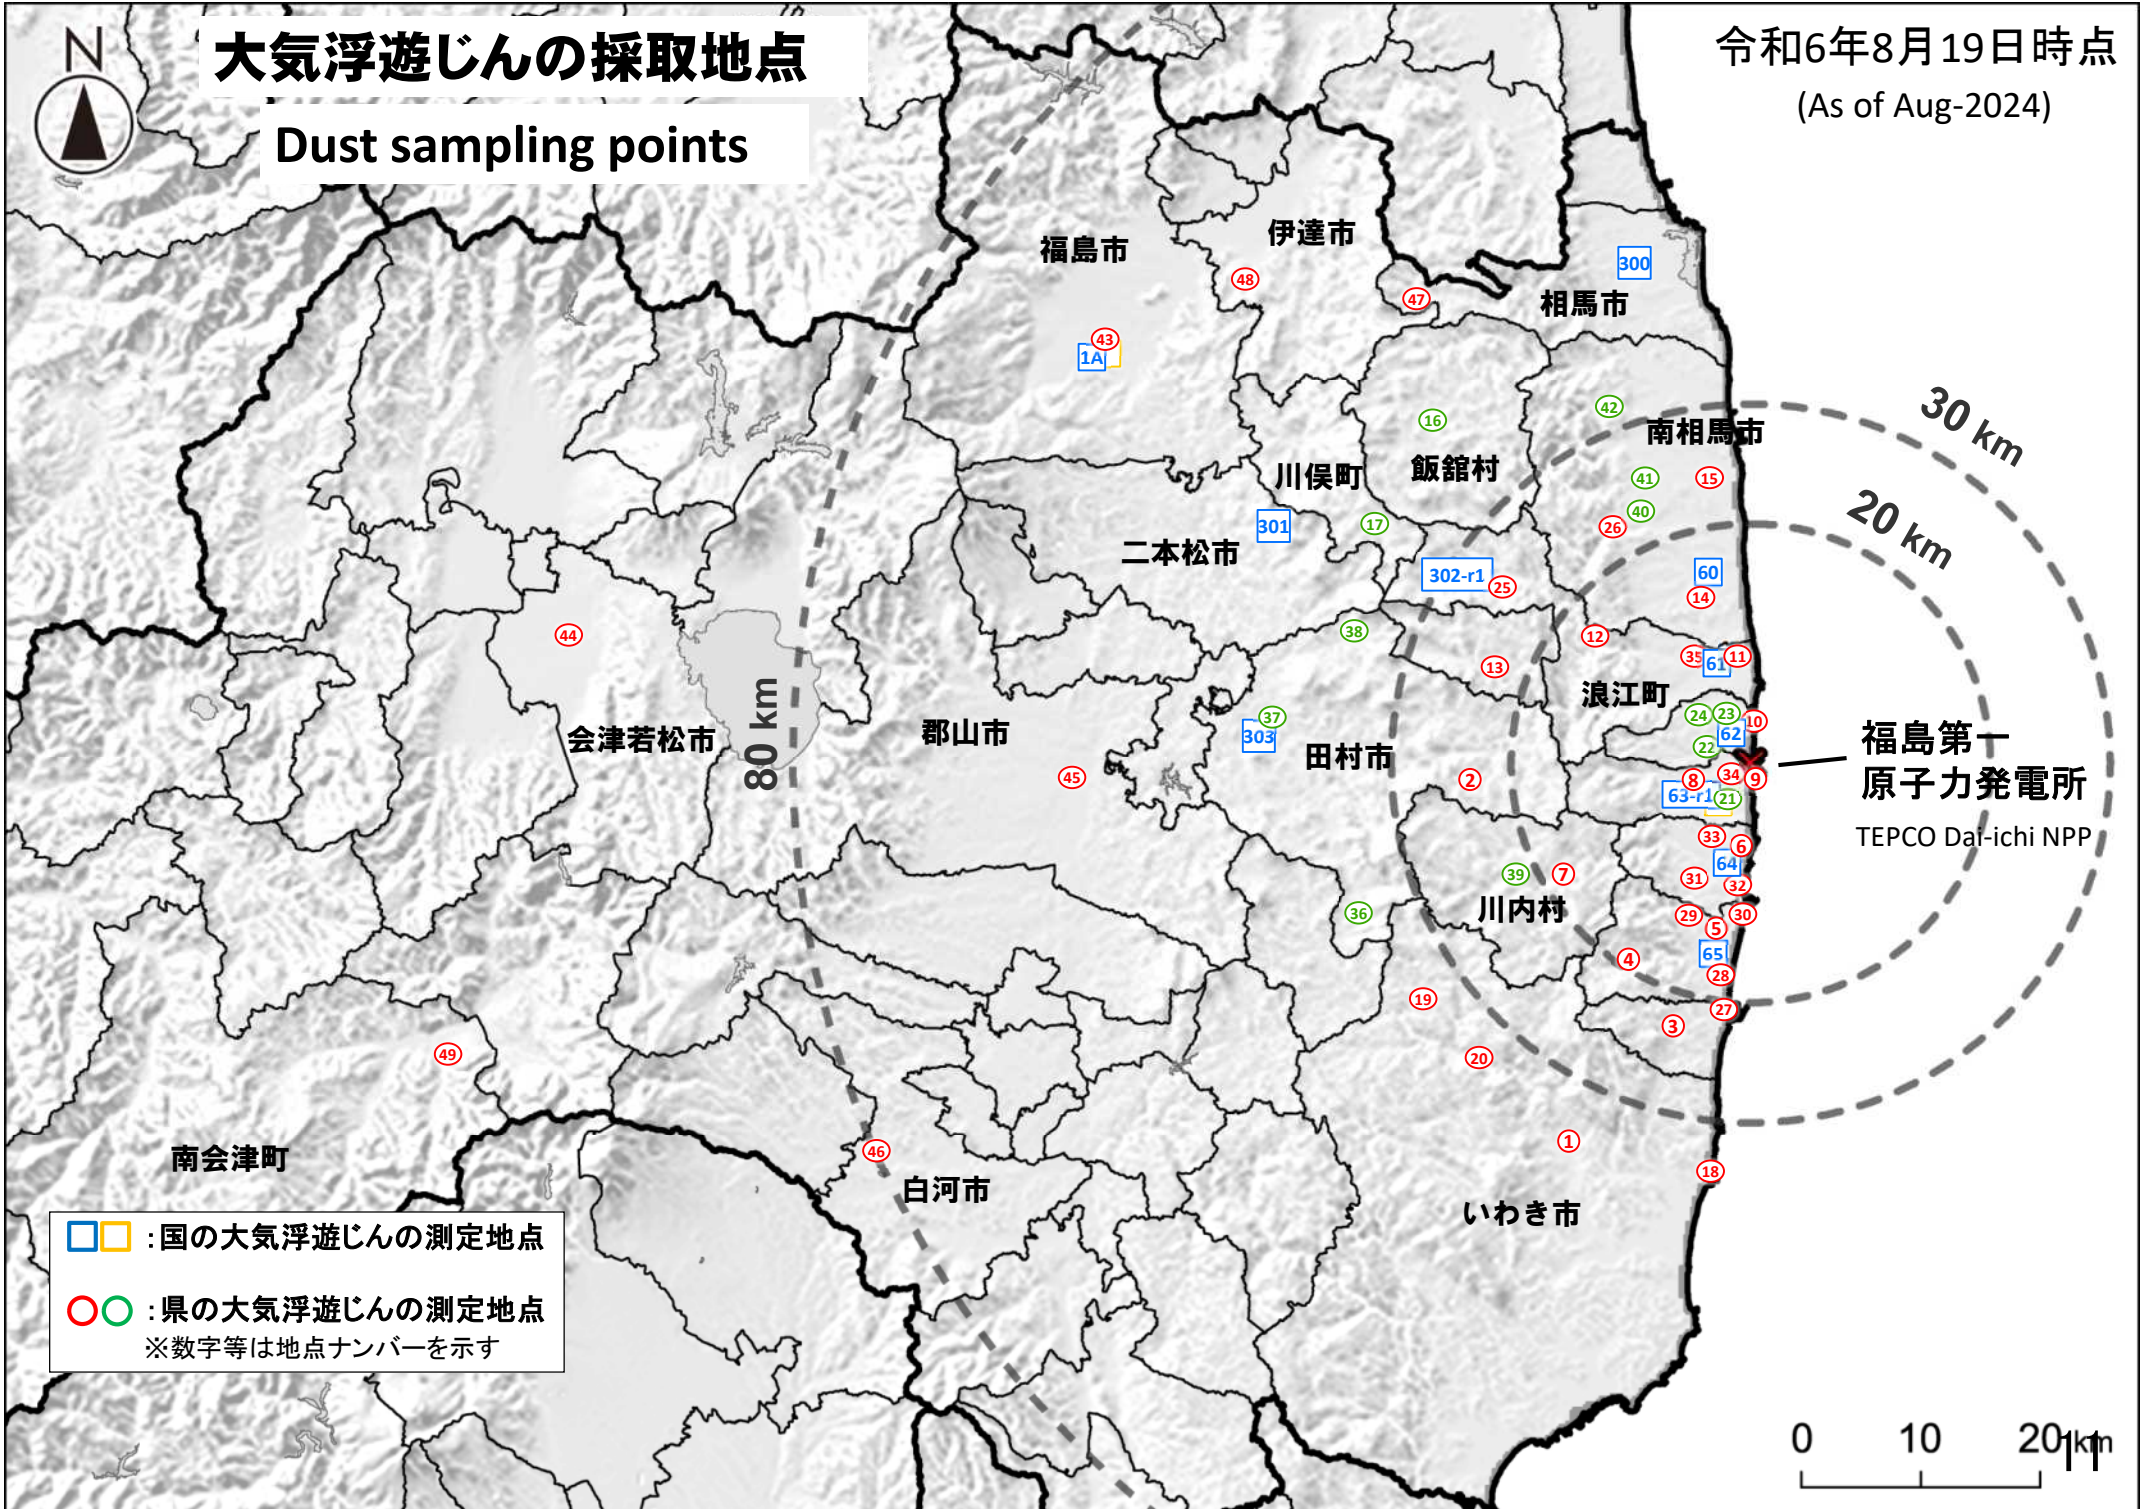 N
大気浮遊じんの採取地点
Dust sampling points
令和6年8月19日時点
(As of Aug-2024)
福島市
伊達市
300
48
47
相馬市
43
1A
42
16
南相馬市
30 km
川俣町
飯舘村
41
15
20 km
301
17
40
26
二本松市
302-r1
25
60
14
44
38
12
35
61
11
13
浪江町
80 km
会津若松市
郡山市
37
303
田村市
24
23
10
62
22
福島第一
原子力発電所
TEPCO Dai-ichi NPP
45
2
8
34
9
63-r1
21
33
6
64
39
7
31
32
川内村
36
29
30
5
4
65
28
19
27
3
49
20
1
46
18
南会津町
白河市
いわき市
:国の大気浮遊じんの測定地点
:県の大気浮遊じんの測定地点
※数字等は地点ナンバーを示す
0 10 20 km
11